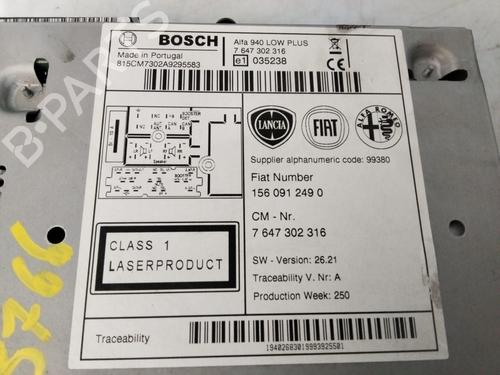 BOSCH
Made in Portugal
815CM7302A9295583
Alfa 940 LOW PLUS
7 647 302 316
e1 035238
LANCIA
FIAT
ALFA ROMEO
Supplier alphanumeric code: 99380
Fiat Number
156 091 249 0
CM - Nr.
7 647 302 316
CLASS 1
LASERPRODUCT
SW - Version: 26.21
Traceability V. Nr: A
Production Week: 250
Traceability
19402683019993925501
B-PARTS
3766